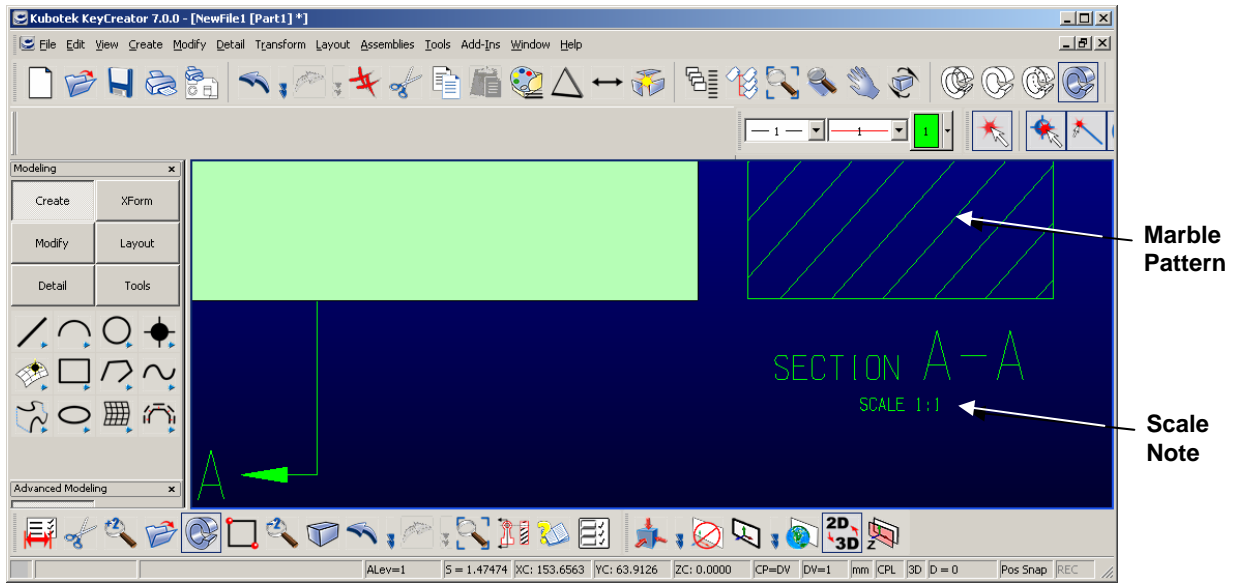 Kubotek KeyCreator 7.0.0 - [NewFile1 [Part1] *]
File Edit View Create Modify Detail Transform Layout Assemblies Tools Add-Ins Window Help
1
1
1
Modeling x
Create XForm
Modify Layout
Detail Tools
Advanced Modeling x
Marble
Pattern
SECTION A-A
SCALE 1:1
Scale
Note
A
+2
+2
2D
3D
Z
ALev=1 S = 1.47474 XC: 153.6563 YC: 63.9126 ZC: 0.0000 CP=DV DV=1 mm CPL 3D D = 0 Pos Snap REC